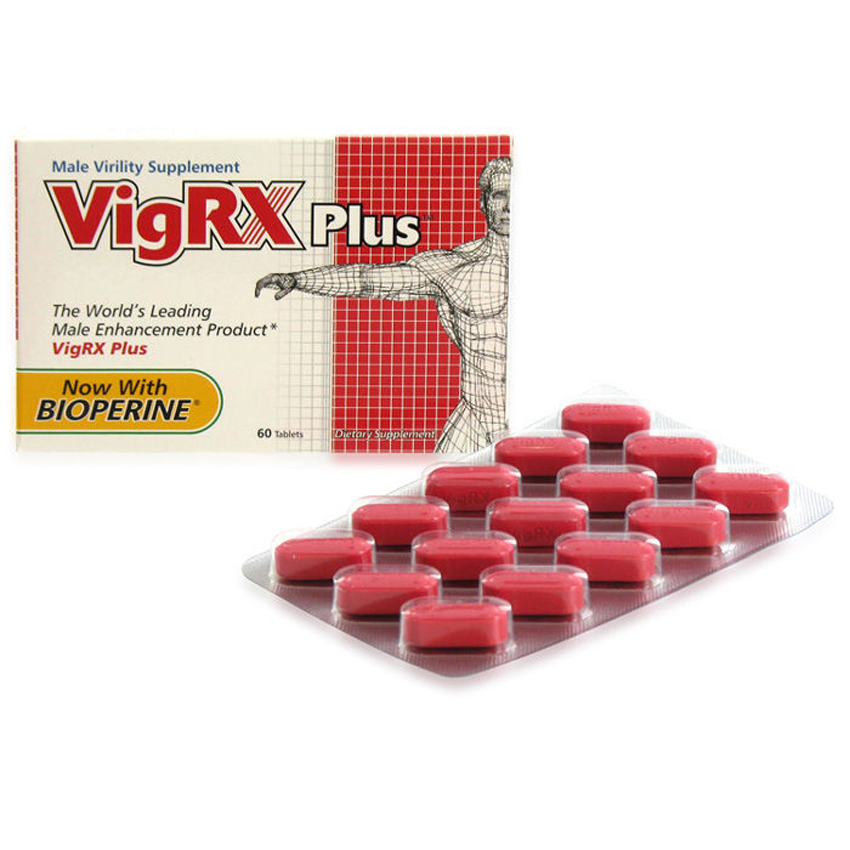 Male Virility Supplement
VigRX Plus™
The World's Leading
Male Enhancement Product*
VigRX Plus
Now With
BIOPERINE®
60 Tablets
Dietary Supplement